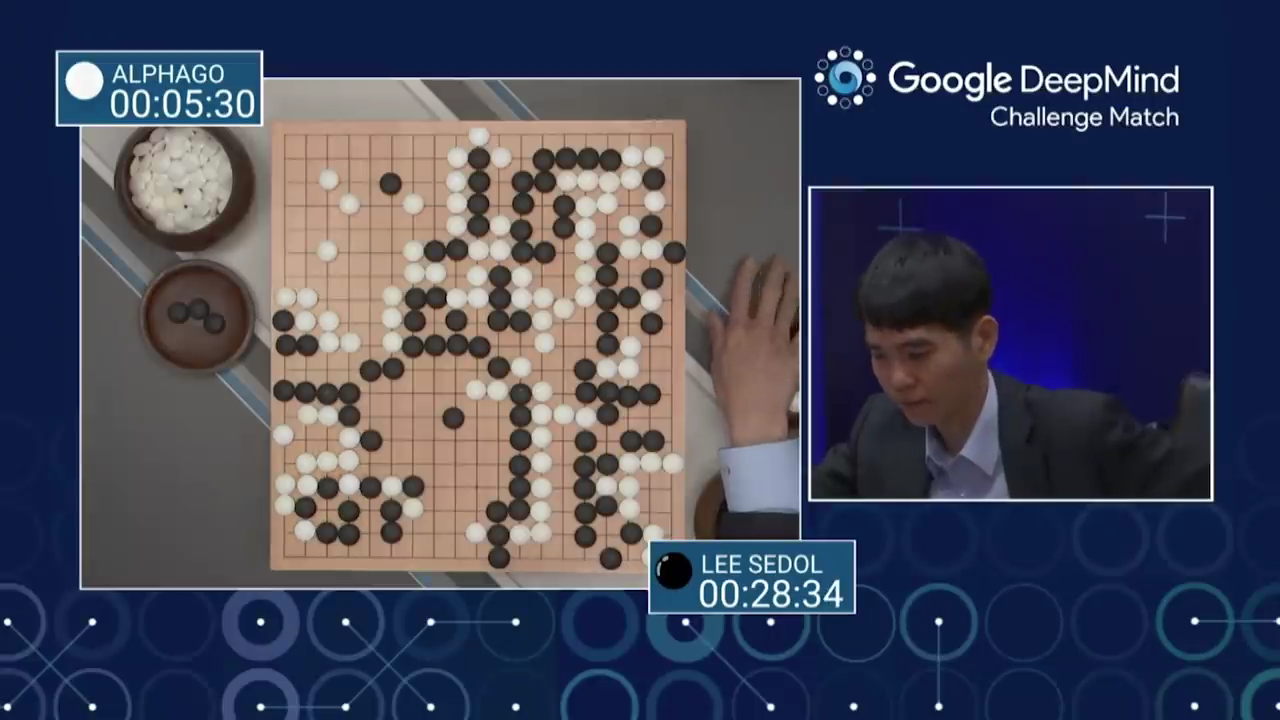 ALPHAGO
00:05:30
Google DeepMind
Challenge Match
LEE SEDOL
00:28:34